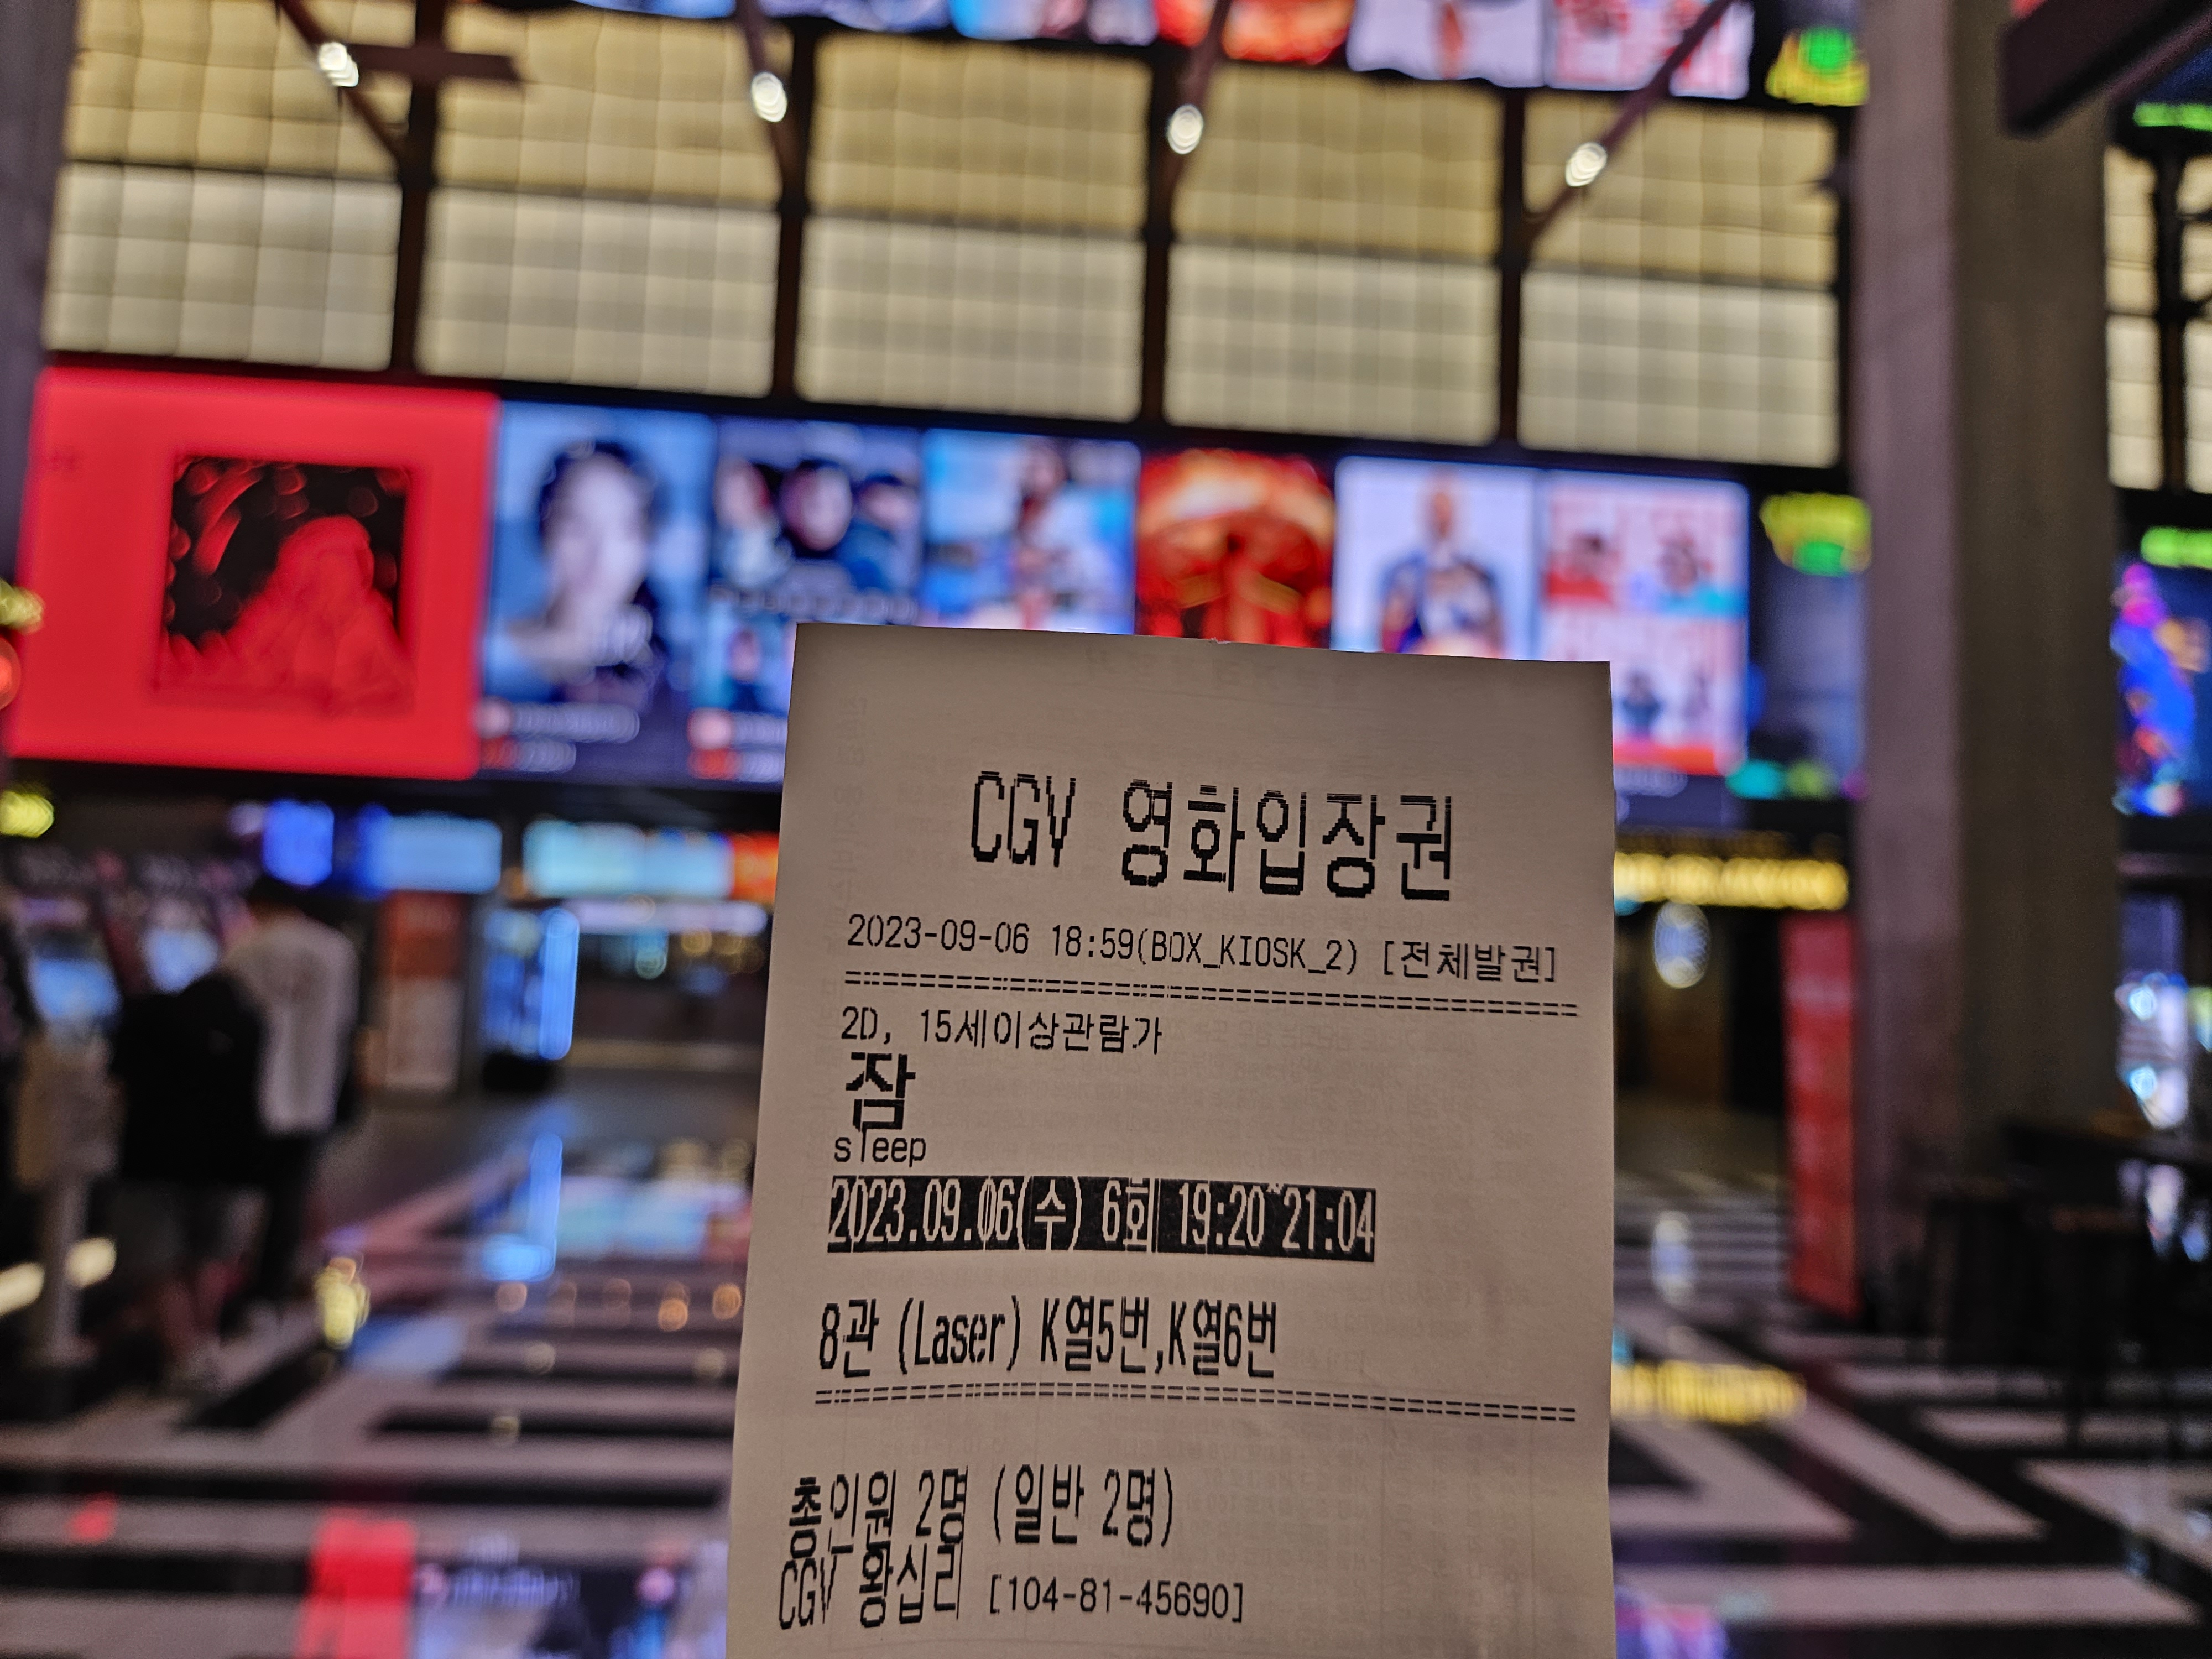 CGV 영화입장권
2023-09-06 18:59(BOX_KIOSK_2) [전체발권]
===============================================
2D, 15세이상관람가
잠
sleep
2023.09.06(수) 6회 19:20~21:04
8관 (Laser) K열5번,K열6번
===============================================
총인원 2명 (일반 2명)
CGV 왕십리 [104-81-45690]